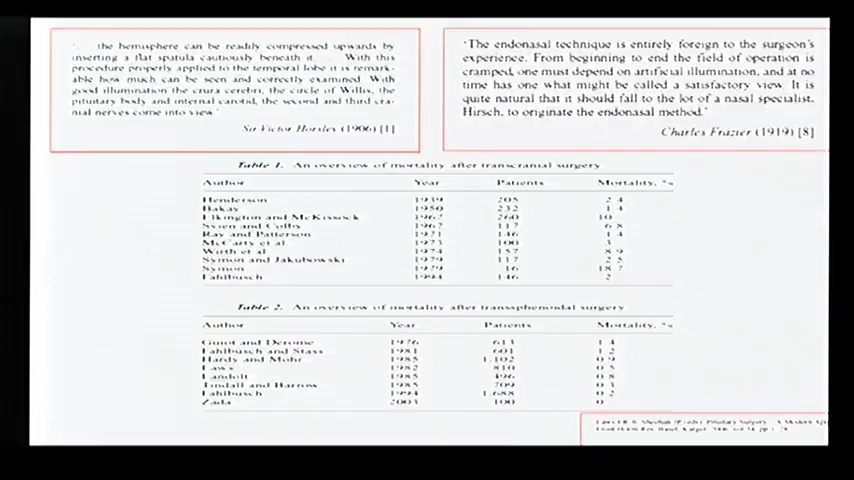 '. . . the hemisphere can be readily compressed upwards by
inserting a flat spatula cautiously beneath it. . . . With this
procedure properly applied to the temporal lobe it is remark-
able how much can be seen and correctly examined. With
good illumination the crura cerebri, the circle of Willis, the
pituitary body and internal carotid, the second and third cra-
nial nerves come into view.'
Sir Victor Horsley (1906) [1]
'The endonasal technique is entirely foreign to the surgeon's
experience. From beginning to end the field of operation is
cramped, one must depend on artificial illumination, and at no
time has one what might be called a satisfactory view. It is
quite natural that it should fall to the lot of a nasal specialist,
Hirsch, to originate the endonasal method.'
Charles Frazier (1919) [8]
Table 1. An overview of mortality after transcranial surgery
Author Year Patients Mortality, %
Henderson 1939 205 2.4
Bakay 1950 232 1.4
Elkington and McKissock 1967 260 10
Svien and Colby 1967 117 6.8
Ray and Patterson 1971 146 1.4
McCarty et al. 1973 100 3
Wirth et al. 1974 157 8.9
Symon and Jakubowski 1979 117 2.5
Symon 1979 16 18.7
Fahlbusch 1994 146 2
Table 2. An overview of mortality after transsphenoidal surgery
Author Year Patients Mortality, %
Guiot and Derome 1976 613 1.4
Fahlbusch and Stass 1981 601 1.2
Hardy and Mohr 1985 1,102 0.9
Laws 1982 810 0.5
Landolt 1985 496 0.8
Tindall and Barrow 1985 709 0.3
Fahlbusch 1994 1,688 0.2
Zada 2003 100 0
Pituitary Surgery - A Modern